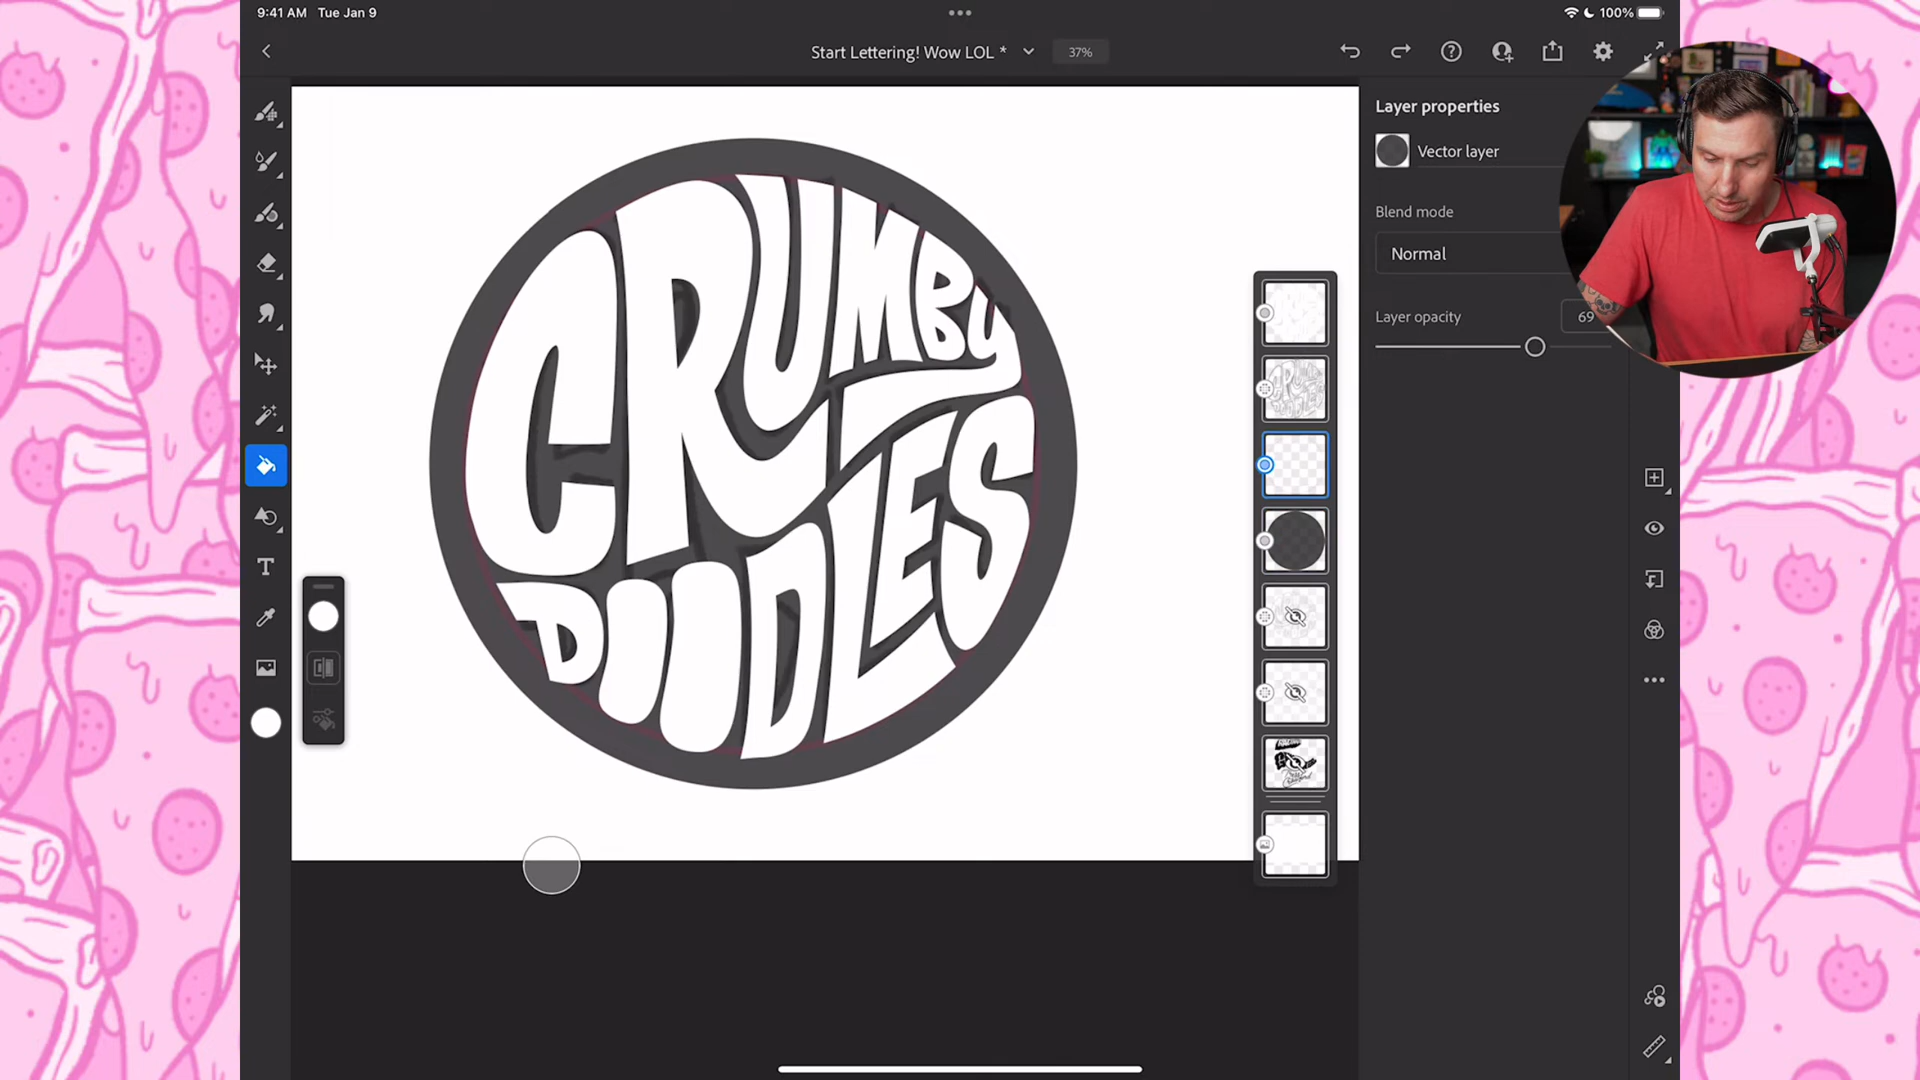 9:41 AM Tue Jan 9
100%
Start Lettering! Wow LOL *
37%
Layer properties
Vector layer
Blend mode
Normal
Layer opacity
69
CRUMBY
DOODLES
T